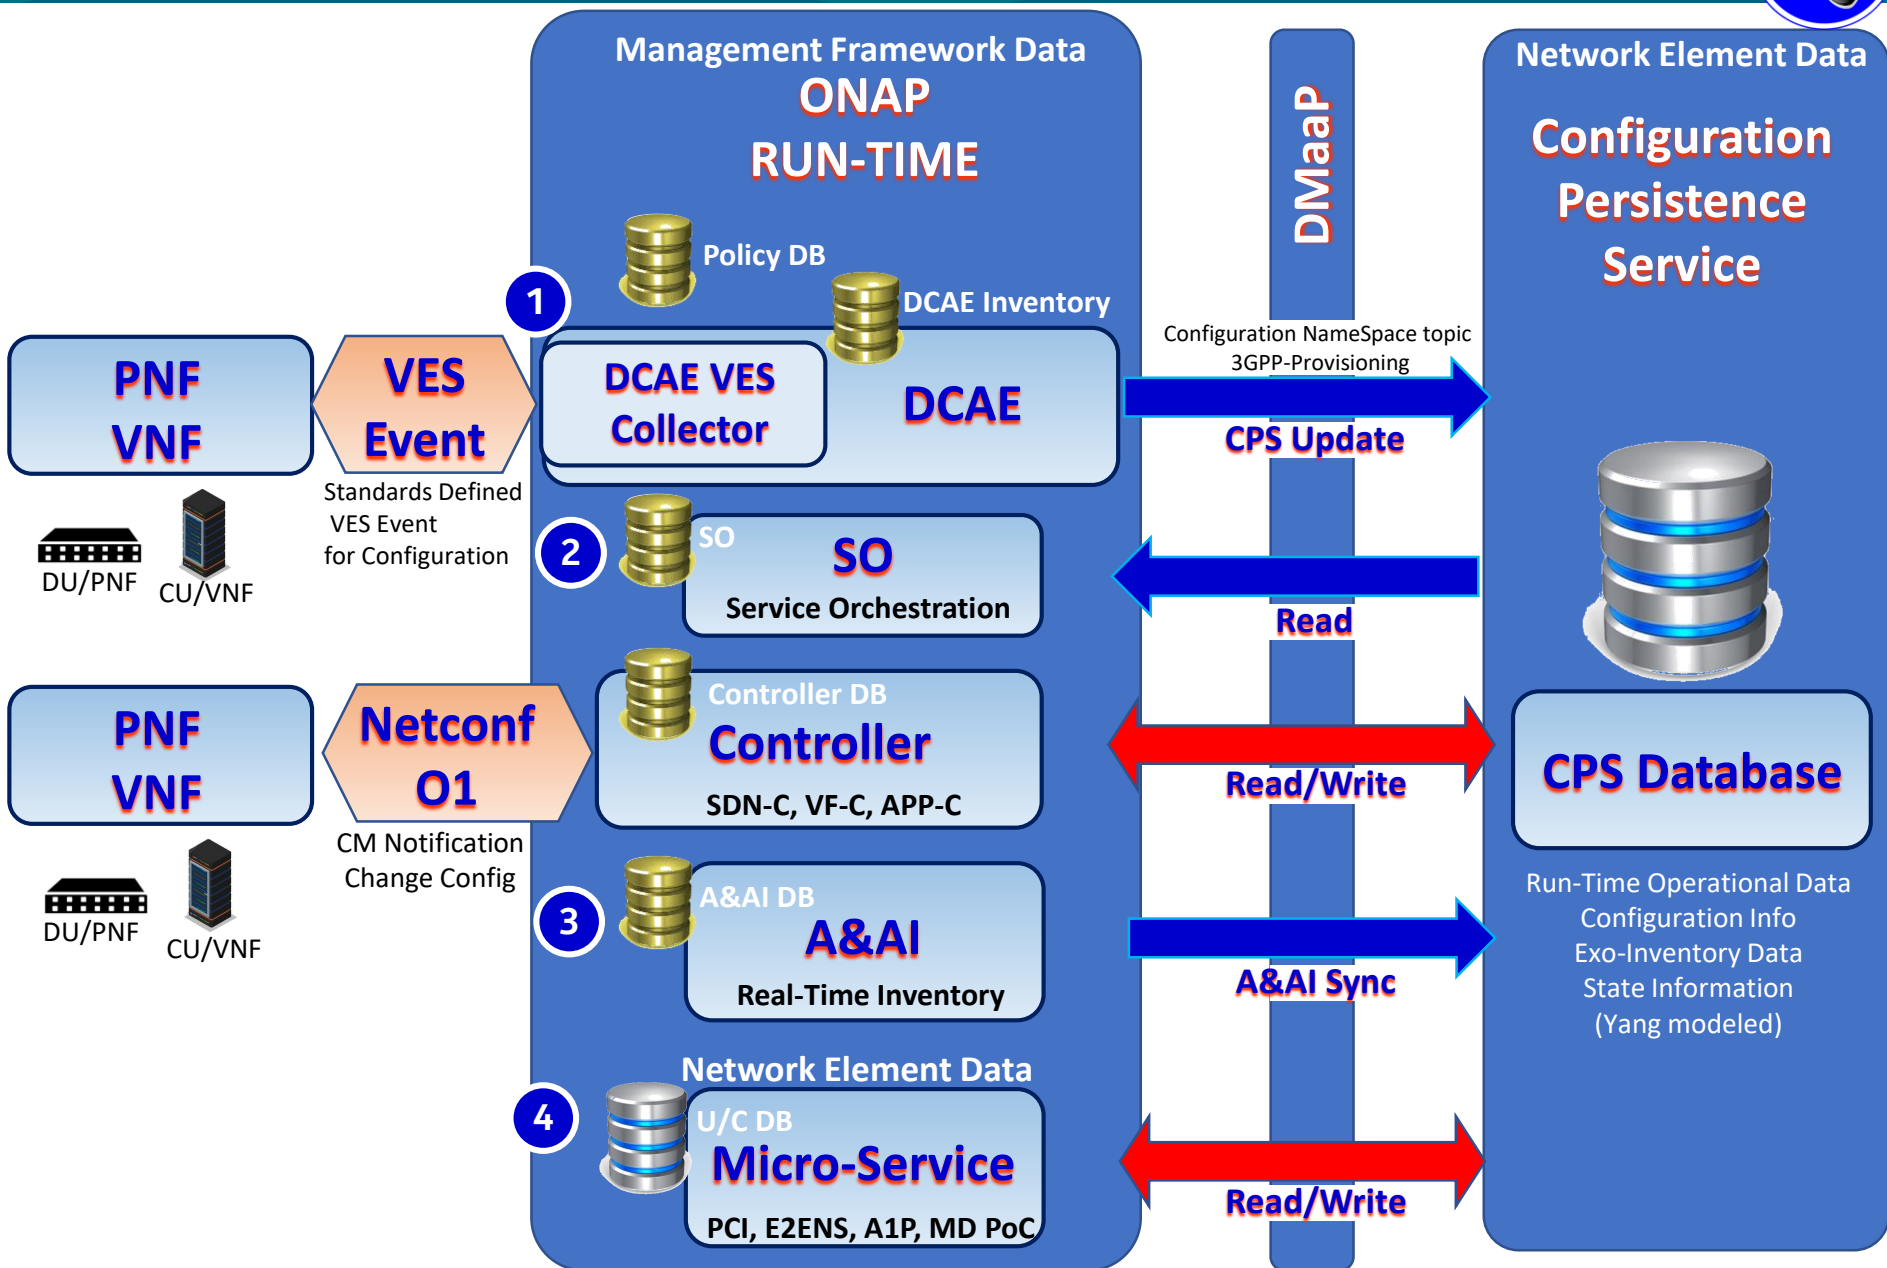 Management Framework Data
ONAP
RUN-TIME
DMaaP
Network Element Data
Configuration
Persistence
Service
Policy DB
DCAE Inventory
1
PNF
VNF
VES
Event
DCAE VES
Collector
DCAE
Configuration NameSpace topic
3GPP-Provisioning
CPS Update
Standards Defined
VES Event
for Configuration
DU/PNF
CU/VNF
2
SO
SO
Service Orchestration
Read
PNF
VNF
Netconf
O1
Controller DB
Controller
SDN-C, VF-C, APP-C
Read/Write
CPS Database
CM Notification
Change Config
DU/PNF
CU/VNF
3
A&AI DB
A&AI
Real-Time Inventory
A&AI Sync
Run-Time Operational Data
Configuration Info
Exo-Inventory Data
State Information
(Yang modeled)
Network Element Data
4
U/C DB
Micro-Service
PCI, E2ENS, A1P, MD PoC
Read/Write